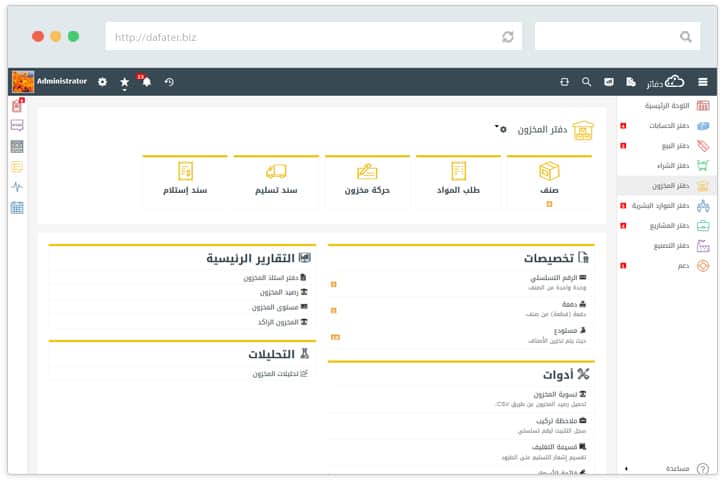 http://dafater.biz
Administrator
23
دفاتر
اللوحة الرئيسية
دفتر الحسابات
دفتر البيع
دفتر الشراء
دفتر المخزون
دفتر الموارد البشرية
دفتر المشاريع
دفتر التصنيع
دعم
مساعدة
دفتر المخزون
صنف
طلب المواد
حركة مخزون
سند تسليم
سند إستلام
تخصيصات
الرقم التسلسلي
وحدة واحدة من الصنف
دفعة
دفعة (قطعة) من صنف.
مستودع
حيث يتم تخزين الأصناف
أدوات
تسوية المخزون
تحميل رصيد المخزون عن طريق CSV.
ملاحظة تركيب
سجل التثبيت لرقم تسلسلي
قسيمة التغليف
تقسيم إشعار التسليم على الطرود
التقارير الرئيسية
دفتر استاذ المخزون
رصيد المخزون
مستوى المخزون
المخزون الراكد
التحليلات
تحليلات المخزون